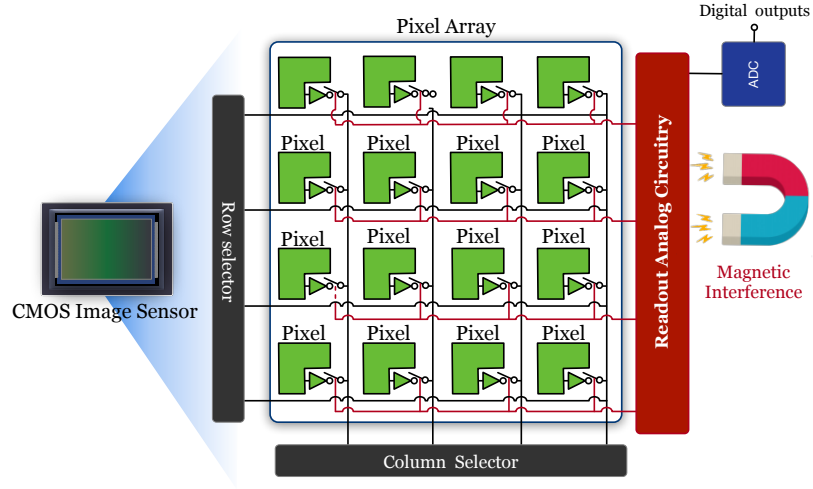 Digital outputs
Pixel Array
ADC
Pixel Pixel Pixel Pixel
Pixel Pixel Pixel Pixel
Pixel Pixel Pixel Pixel
Row selector
Readout Analog Circuitry
Magnetic
Interference
CMOS Image Sensor
Column Selector